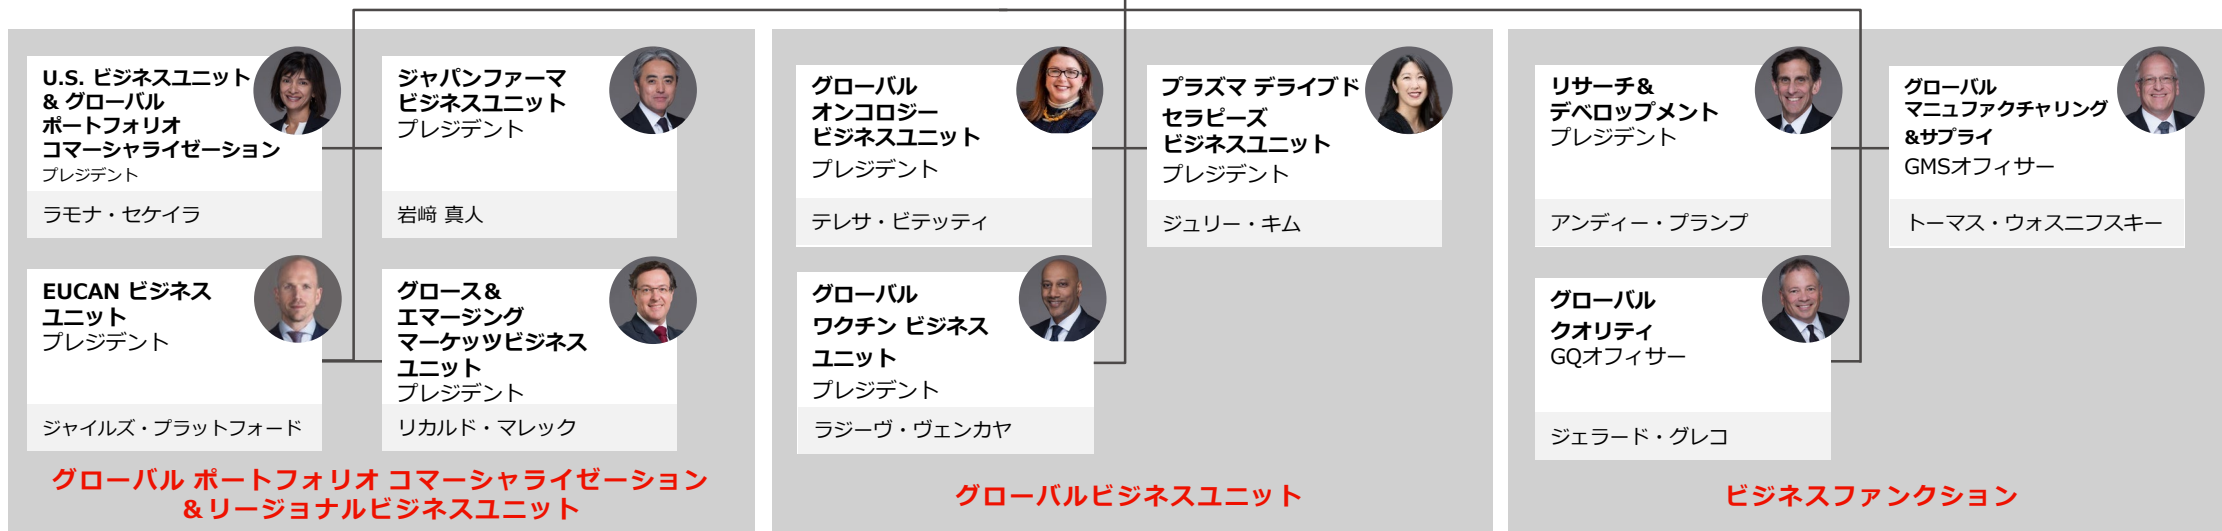 U.S. ビジネスユニット
& グローバル
ポートフォリオ
コマーシャライゼーション
プレジデント
ラモナ・セケイラ
ジャパンファーマ
ビジネスユニット
プレジデント
岩﨑 真人
EUCAN ビジネス
ユニット
プレジデント
ジャイルズ・プラットフォード
グロース&
エマージング
マーケッツビジネス
ユニット
プレジデント
リカルド・マレック
グローバル ポートフォリオ コマーシャライゼーション
&リージョナルビジネスユニット
グローバル
オンコロジー
ビジネスユニット
プレジデント
テレサ・ビテッティ
プラズマ デライブド
セラピーズ
ビジネスユニット
プレジデント
ジュリー・キム
グローバル
ワクチン ビジネス
ユニット
プレジデント
ラジーヴ・ヴェンカヤ
グローバルビジネスユニット
リサーチ&
デベロップメント
プレジデント
アンディー・プランプ
グローバル
マニュファクチャリング
&サプライ
GMSオフィサー
トーマス・ウォスニフスキー
グローバル
クオリティ
GQオフィサー
ジェラード・グレコ
ビジネスファンクション